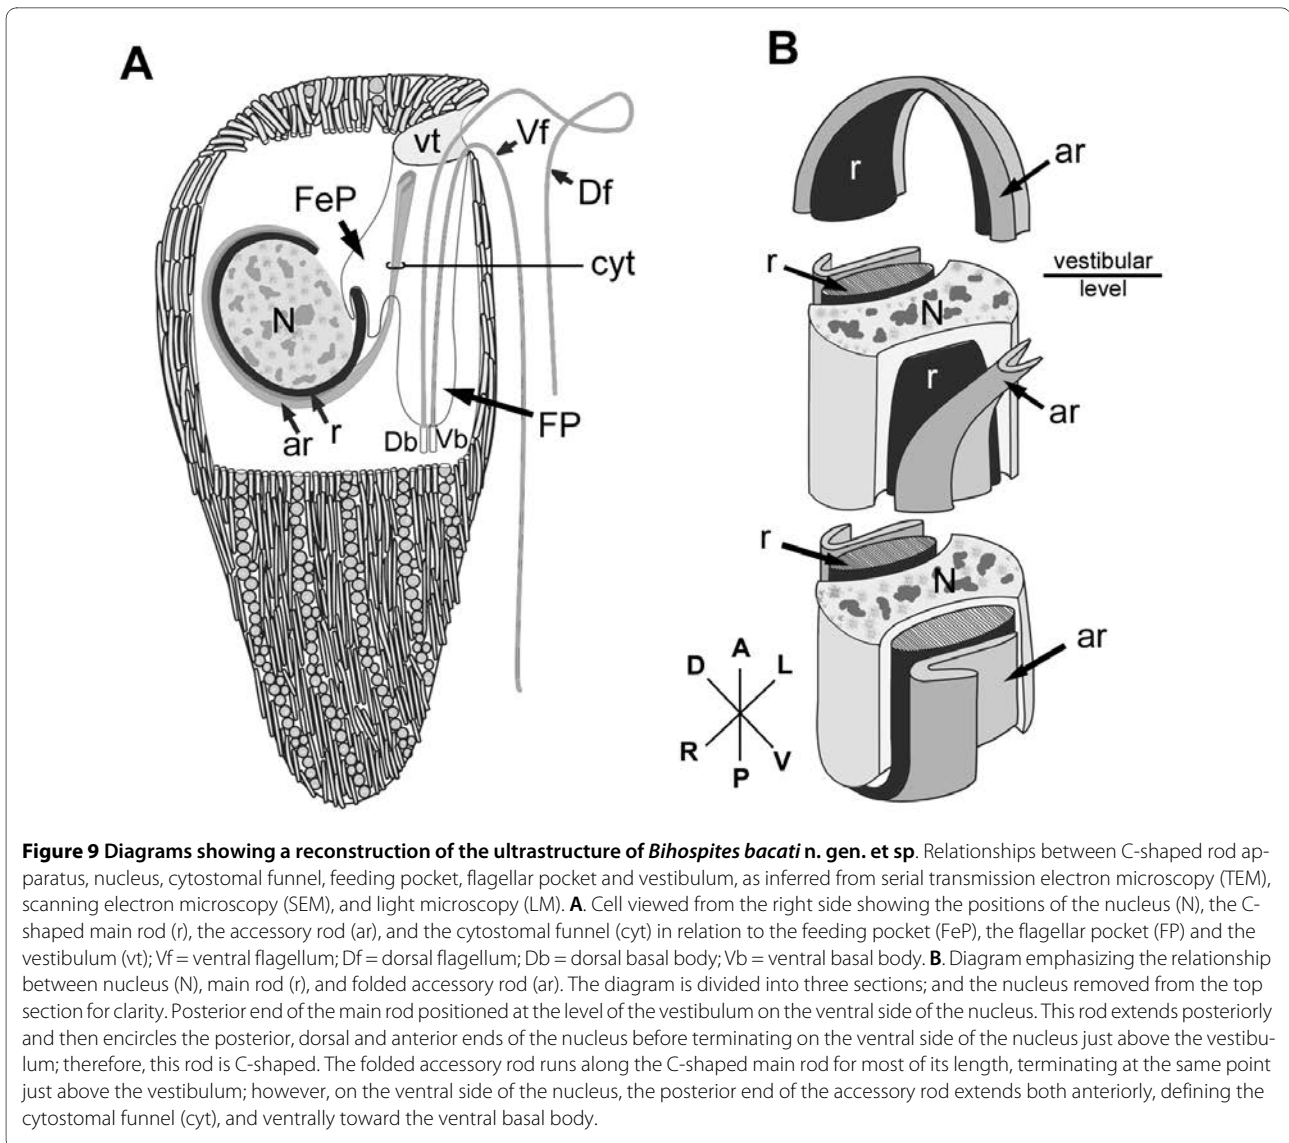 A
B
vt
Vf
Df
FeP
cyt
N
ar
r
Db
Vb
FP
r
ar
r
vestibular
level
N
r
ar
r
N
ar
A
D
L
R
V
P
Figure 9 Diagrams showing a reconstruction of the ultrastructure of Bihospites bacati n. gen. et sp. Relationships between C-shaped rod ap-
paratus, nucleus, cytostomal funnel, feeding pocket, flagellar pocket and vestibulum, as inferred from serial transmission electron microscopy (TEM),
scanning electron microscopy (SEM), and light microscopy (LM). A. Cell viewed from the right side showing the positions of the nucleus (N), the C-
shaped main rod (r), the accessory rod (ar), and the cytostomal funnel (cyt) in relation to the feeding pocket (FeP), the flagellar pocket (FP) and the
vestibulum (vt); Vf = ventral flagellum; Df = dorsal flagellum; Db = dorsal basal body; Vb = ventral basal body. B. Diagram emphasizing the relationship
between nucleus (N), main rod (r), and folded accessory rod (ar). The diagram is divided into three sections; and the nucleus removed from the top
section for clarity. Posterior end of the main rod positioned at the level of the vestibulum on the ventral side of the nucleus. This rod extends posteriorly
and then encircles the posterior, dorsal and anterior ends of the nucleus before terminating on the ventral side of the nucleus just above the vestibu-
lum; therefore, this rod is C-shaped. The folded accessory rod runs along the C-shaped main rod for most of its length, terminating at the same point
just above the vestibulum; however, on the ventral side of the nucleus, the posterior end of the accessory rod extends both anteriorly, defining the
cytostomal funnel (cyt), and ventrally toward the ventral basal body.